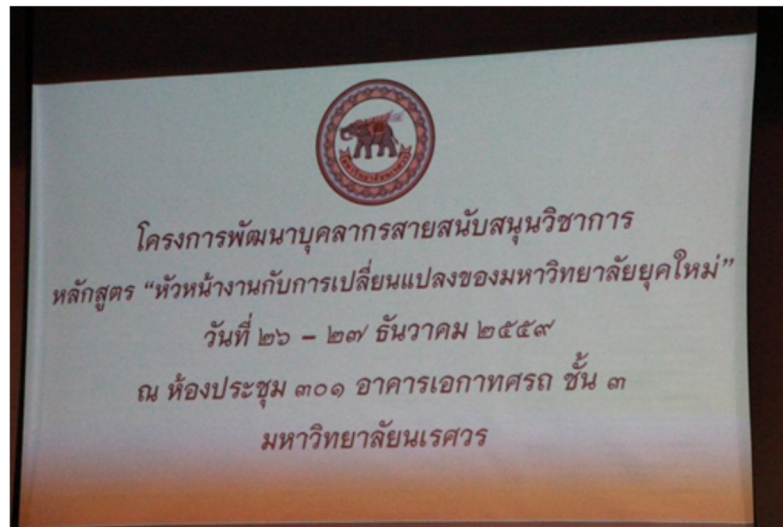 โครงการพัฒนาบุคลากรสายสนับสนุนวิชาการ
หลักสูตร “หัวหน้างานกับการเปลี่ยนแปลงของมหาวิทยาลัยยุคใหม่”
วันที่ ๒๖ – ๒๗ ธันวาคม ๒๕๕๙
ณ ห้องประชุม ๓๐๑ อาคารเอกาทศรถ ชั้น ๓
มหาวิทยาลัยนเรศวร